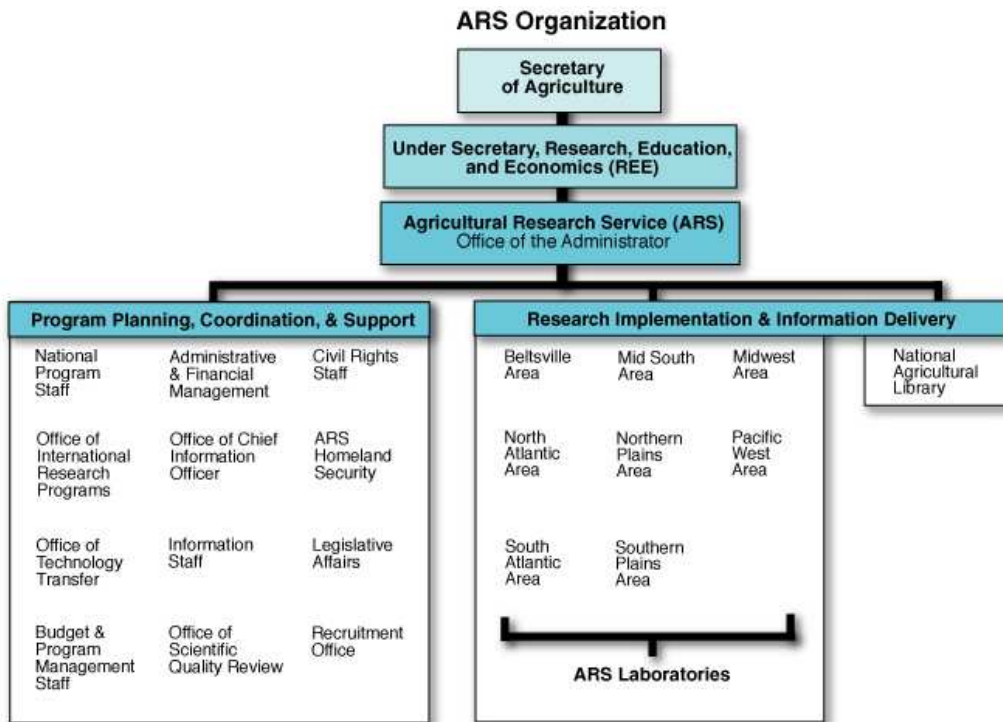 ARS Organization
Secretary
of Agriculture
Under Secretary, Research, Education,
and Economics (REE)
Agricultural Research Service (ARS)
Office of the Administrator
Program Planning, Coordination, & Support
National
Program
Staff
Administrative
& Financial
Management
Civil Rights
Staff
Office of
International
Research
Programs
Office of Chief
Information
Officer
ARS
Homeland
Security
Office of
Technology
Transfer
Information
Staff
Legislative
Affairs
Budget &
Program
Management
Staff
Office of
Scientific
Quality Review
Recruitment
Office
Research Implementation & Information Delivery
Beltsville
Area
Mid South
Area
Midwest
Area
National
Agricultural
Library
North
Atlantic
Area
Northern
Plains
Area
Pacific
West
Area
South
Atlantic
Area
Southern
Plains
Area
ARS Laboratories